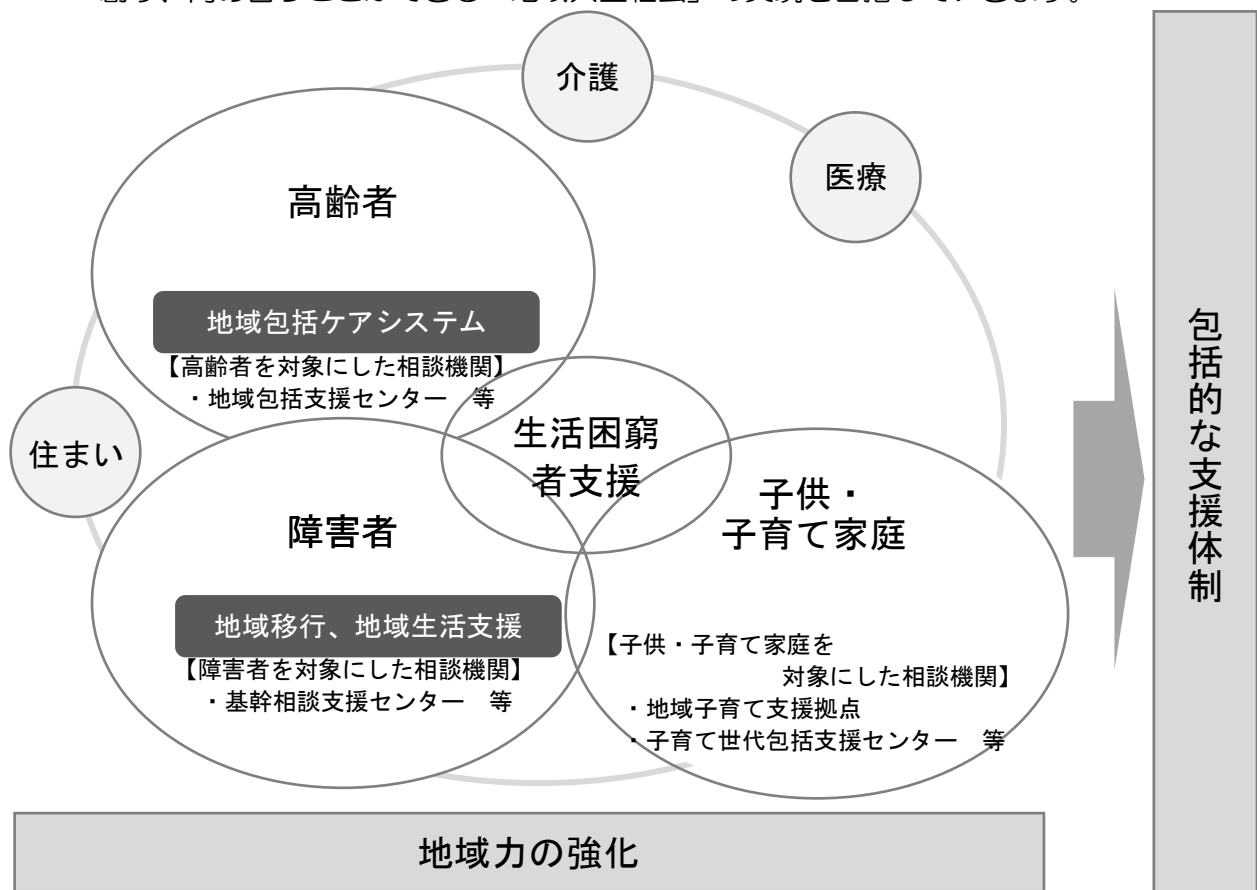 介護
医療
高齢者
地域包括ケアシステム
【高齢者を対象にした相談機関】
・地域包括支援センター　等
住まい
生活困窮
者支援
障害者
地域移行、地域生活支援
【障害者を対象にした相談機関】
・基幹相談支援センター　等
子供・
子育て家庭
【子供・子育て家庭を
対象にした相談機関】
・地域子育て支援拠点
・子育て世代包括支援センター　等
包括的な支援体制
地域力の強化